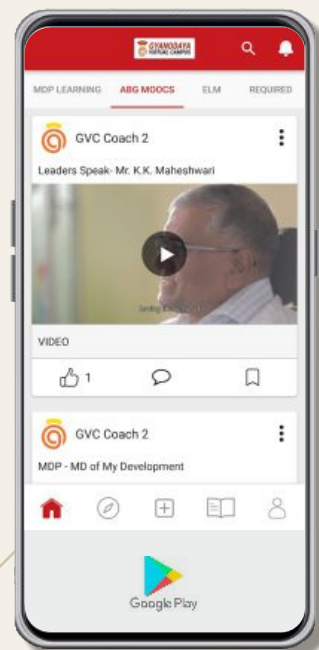 GYANODAYA
VIRTUAL CAMPUS
MDP LEARNING ABG MOOCS ELM REQUIRED
GVC Coach 2
Leaders Speak- Mr. K.K. Maheshwari
VIDEO
1
GVC Coach 2
MDP - MD of My Development
Google Play